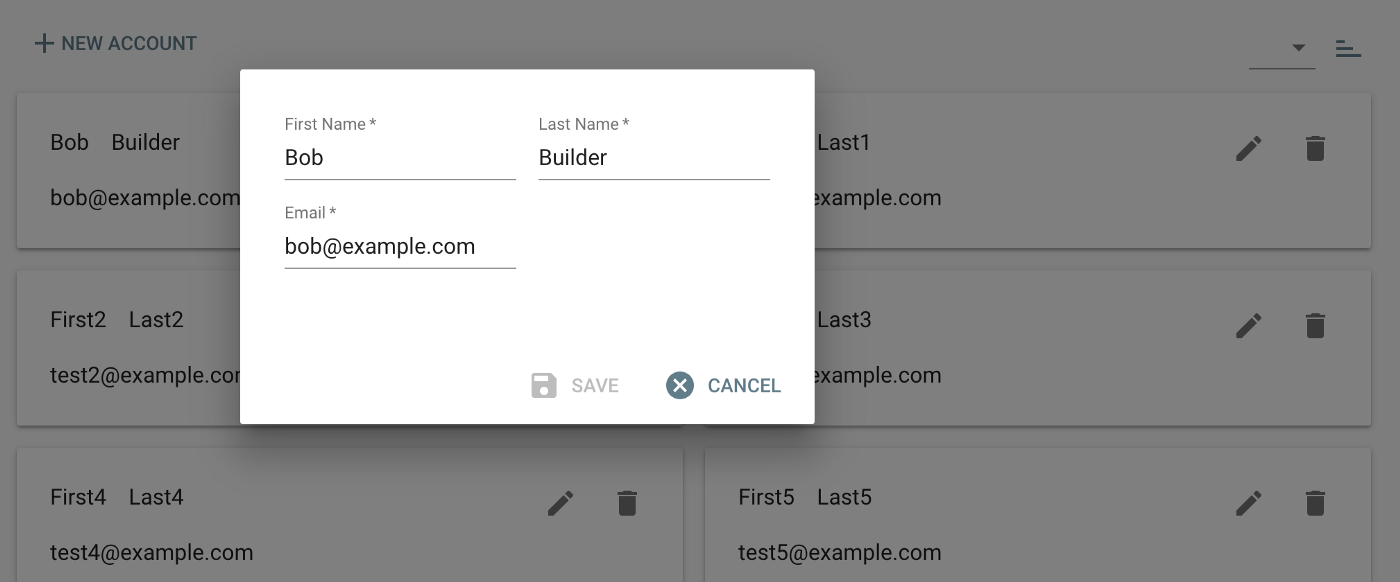 NEW ACCOUNT
Bob Builder
bob@example.com
Last1
example.com
First Name *
Last Name *
Bob
Builder
Email *
bob@example.com
SAVE
CANCEL
First2 Last2
test2@example.com
Last3
example.com
First4 Last4
test4@example.com
First5 Last5
test5@example.com